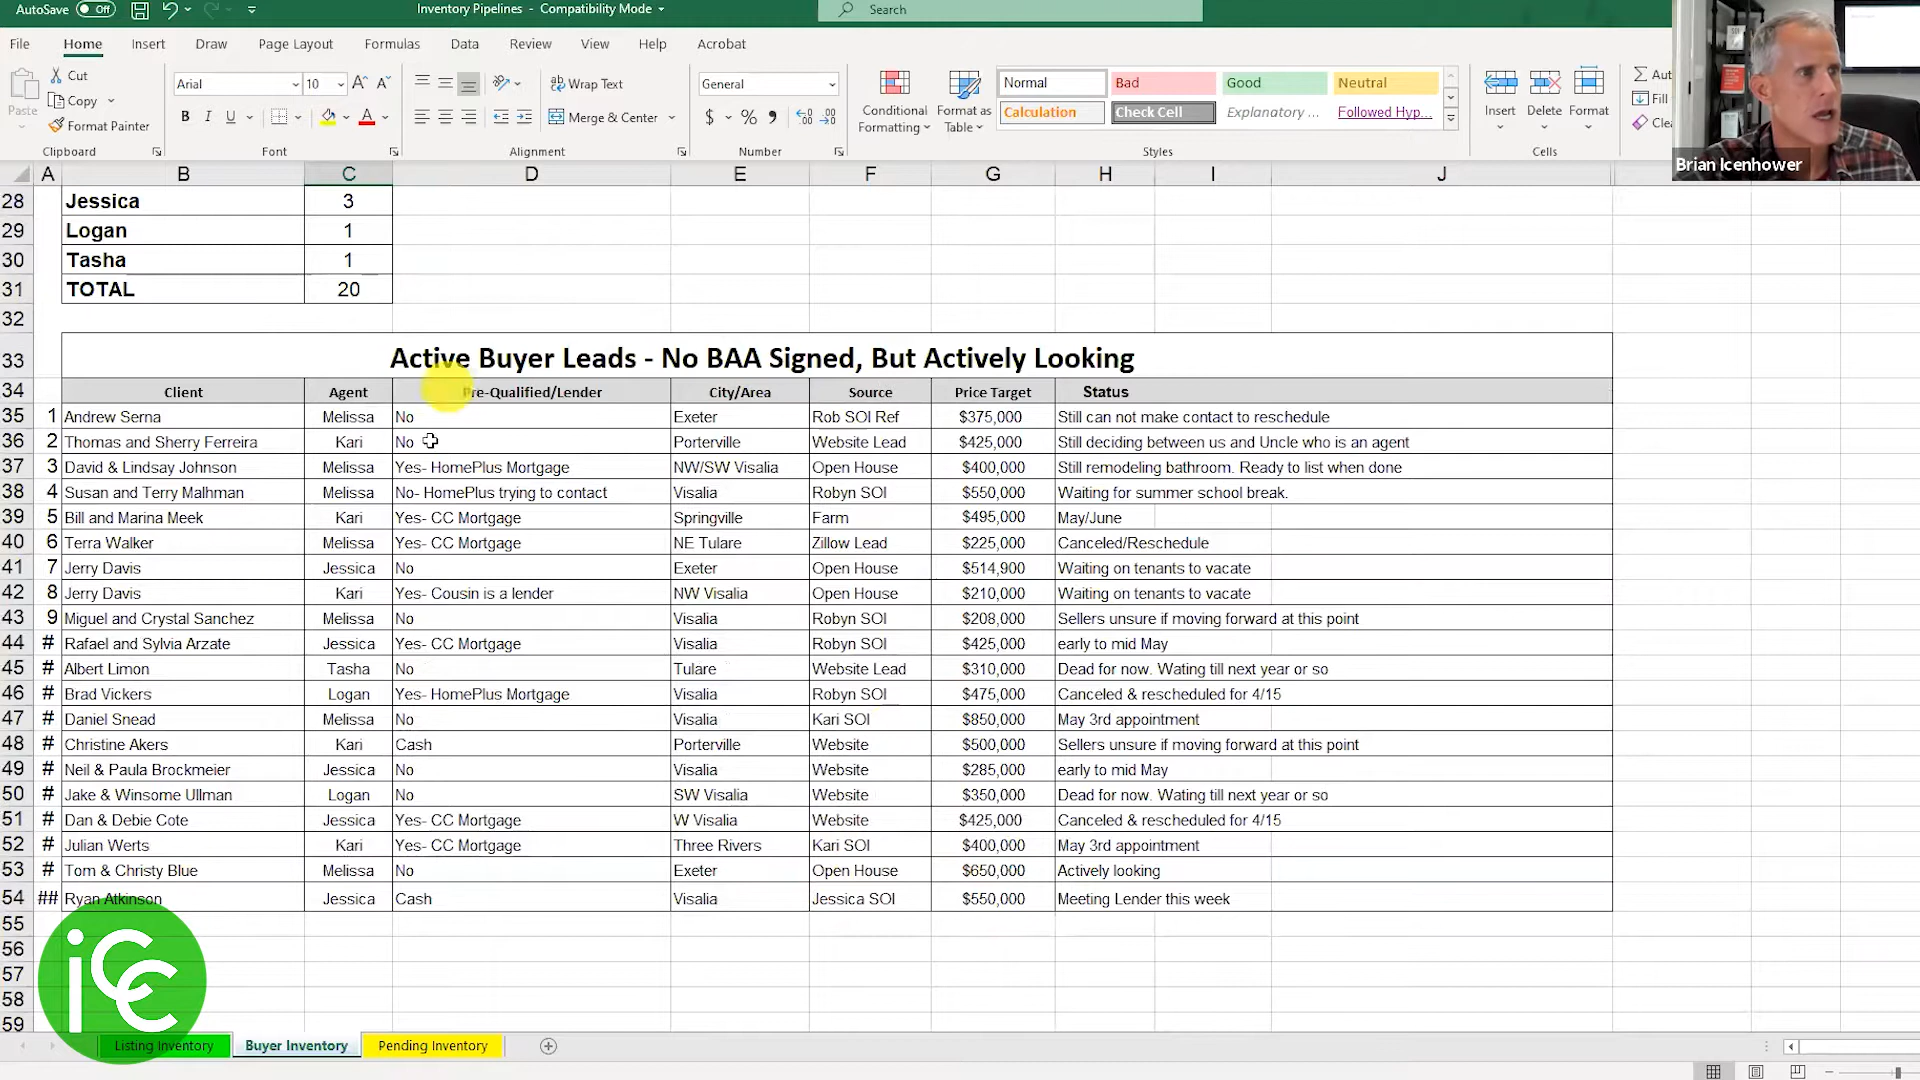 AutoSave Off Inventory Pipelines - Compatibility Mode Search
File Home Insert Draw Page Layout Formulas Data Review View Help Acrobat
Paste Cut Copy Format Painter Clipboard
Arial 10 B I U Font
Wrap Text Merge & Center Alignment
General $ % Number
Conditional Formatting Format as Table
Normal Bad Good Neutral
Calculation Check Cell Explanatory ... Followed Hyp...
Styles
Insert Delete Format Cells
Aut
Fill
Clea
Brian Icenhower
A B C D E F G H I J
28 Jessica 3
29 Logan 1
30 Tasha 1
31 TOTAL 20
32
33 Active Buyer Leads - No BAA Signed, But Actively Looking
34 Client Agent Pre-Qualified/Lender City/Area Source Price Target Status
35 1 Andrew Serna Melissa No Exeter Rob SOI Ref $375,000 Still can not make contact to reschedule
36 2 Thomas and Sherry Ferreira Kari No Porterville Website Lead $425,000 Still deciding between us and Uncle who is an agent
37 3 David & Lindsay Johnson Melissa Yes- HomePlus Mortgage NW/SW Visalia Open House $400,000 Still remodeling bathroom. Ready to list when done
38 4 Susan and Terry Malhman Melissa No- HomePlus trying to contact Visalia Robyn SOI $550,000 Waiting for summer school break.
39 5 Bill and Marina Meek Kari Yes- CC Mortgage Springville Farm $495,000 May/June
40 6 Terra Walker Melissa Yes- CC Mortgage NE Tulare Zillow Lead $225,000 Canceled/Reschedule
41 7 Jerry Davis Jessica No Exeter Open House $514,900 Waiting on tenants to vacate
42 8 Jerry Davis Kari Yes- Cousin is a lender NW Visalia Open House $210,000 Waiting on tenants to vacate
43 9 Miguel and Crystal Sanchez Melissa No Visalia Robyn SOI $208,000 Sellers unsure if moving forward at this point
44 # Rafael and Sylvia Arzate Jessica Yes- CC Mortgage Visalia Robyn SOI $425,000 early to mid May
45 # Albert Limon Tasha No Tulare Website Lead $310,000 Dead for now. Wating till next year or so
46 # Brad Vickers Logan Yes- HomePlus Mortgage Visalia Robyn SOI $475,000 Canceled & rescheduled for 4/15
47 # Daniel Snead Melissa No Visalia Kari SOI $850,000 May 3rd appointment
48 # Christine Akers Kari Cash Porterville Website $500,000 Sellers unsure if moving forward at this point
49 # Neil & Paula Brockmeier Jessica No Visalia Website $285,000 early to mid May
50 # Jake & Winsome Ullman Logan No SW Visalia Website $350,000 Dead for now. Wating till next year or so
51 # Dan & Debie Cote Jessica Yes- CC Mortgage W Visalia Website $425,000 Canceled & rescheduled for 4/15
52 # Julian Werts Kari Yes- CC Mortgage Three Rivers Kari SOI $400,000 May 3rd appointment
53 # Tom & Christy Blue Melissa No Exeter Open House $650,000 Actively looking
54 ## Ryan Atkinson Jessica Cash Visalia Jessica SOI $550,000 Meeting Lender this week
55
56
57
58
59
iCC
Listing Inventory Buyer Inventory Pending Inventory